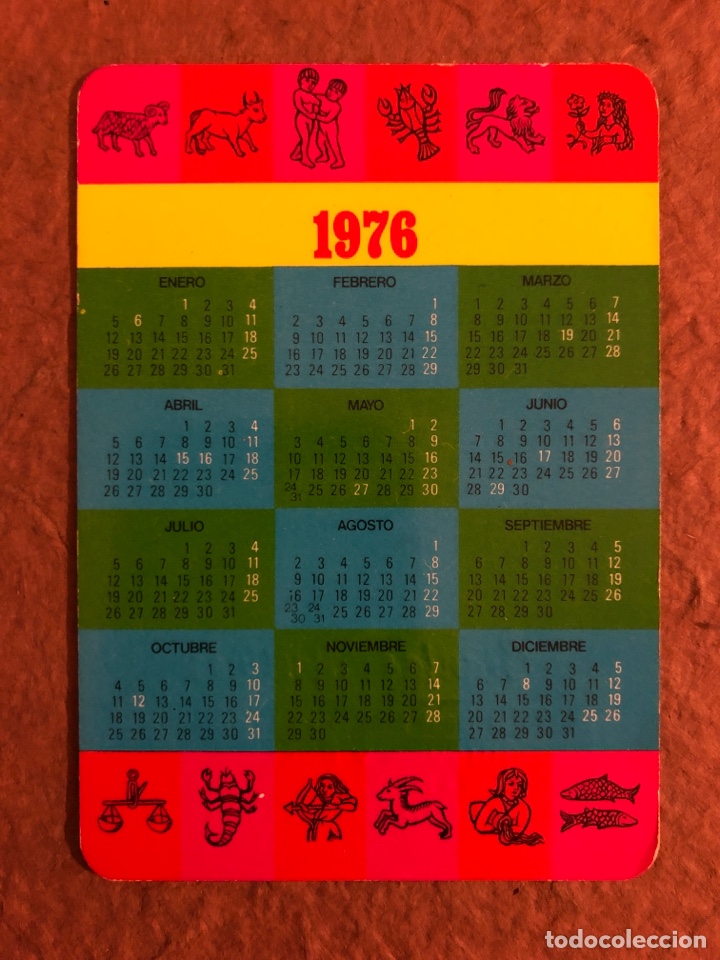 1976
ENERO
1 2 3 4
5 6 7 8 9 10 11
12 13 14 15 16 17 18
19 20 21 22 23 24 25
26 27 28 29 30 31
FEBRERO
1
2 3 4 5 6 7 8
9 10 11 12 13 14 15
16 17 18 19 20 21 22
23 24 25 26 27 28 29
MARZO
1 2 3 4 5 6 7
8 9 10 11 12 13 14
15 16 17 18 19 20 21
22 23 24 25 26 27 28
29 30 31
ABRIL
1 2 3 4
5 6 7 8 9 10 11
12 13 14 15 16 17 18
19 20 21 22 23 24 25
26 27 28 29 30
MAYO
1 2
3 4 5 6 7 8 9
10 11 12 13 14 15 16
17 18 19 20 21 22 23
24 25 26 27 28 29 30
31
JUNIO
1 2 3 4 5 6
7 8 9 10 11 12 13
14 15 16 17 18 19 20
21 22 23 24 25 26 27
28 29 30
JULIO
1 2 3 4
5 6 7 8 9 10 11
12 13 14 15 16 17 18
19 20 21 22 23 24 25
26 27 28 29 30 31
AGOSTO
1
2 3 4 5 6 7 8
9 10 11 12 13 14 15
16 17 18 19 20 21 22
23 24 25 26 27 28 29
30 31
SEPTIEMBRE
1 2 3 4 5
6 7 8 9 10 11 12
13 14 15 16 17 18 19
20 21 22 23 24 25 26
27 28 29 30
OCTUBRE
1 2 3
4 5 6 7 8 9 10
11 12 13 14 15 16 17
18 19 20 21 22 23 24
25 26 27 28 29 30 31
NOVIEMBRE
1 2 3 4 5 6 7
8 9 10 11 12 13 14
15 16 17 18 19 20 21
22 23 24 25 26 27 28
29 30
DICIEMBRE
1 2 3 4 5
6 7 8 9 10 11 12
13 14 15 16 17 18 19
20 21 22 23 24 25 26
27 28 29 30 31
todocoleccion
todocoleccion.net